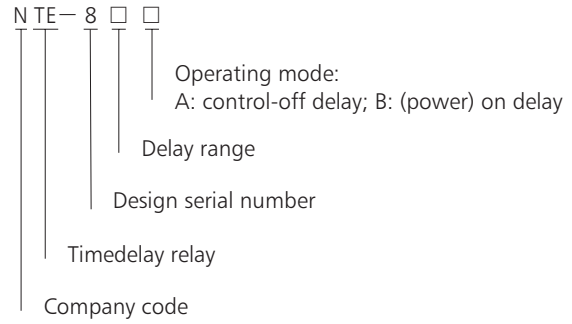 N TE— 8 □ □
Operating mode:
A: control-off delay; B: (power) on delay
Delay range
Design serial number
Timedelay relay
Company code